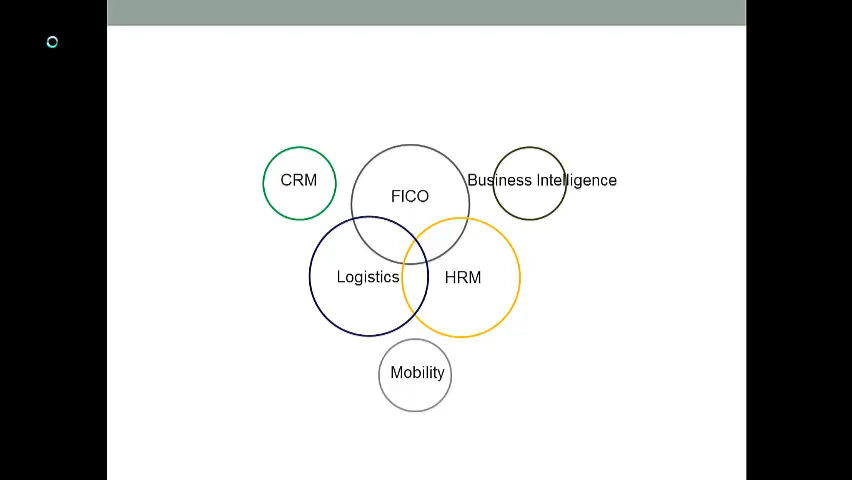 CRM
FICO
Business Intelligence
Logistics
HRM
Mobility